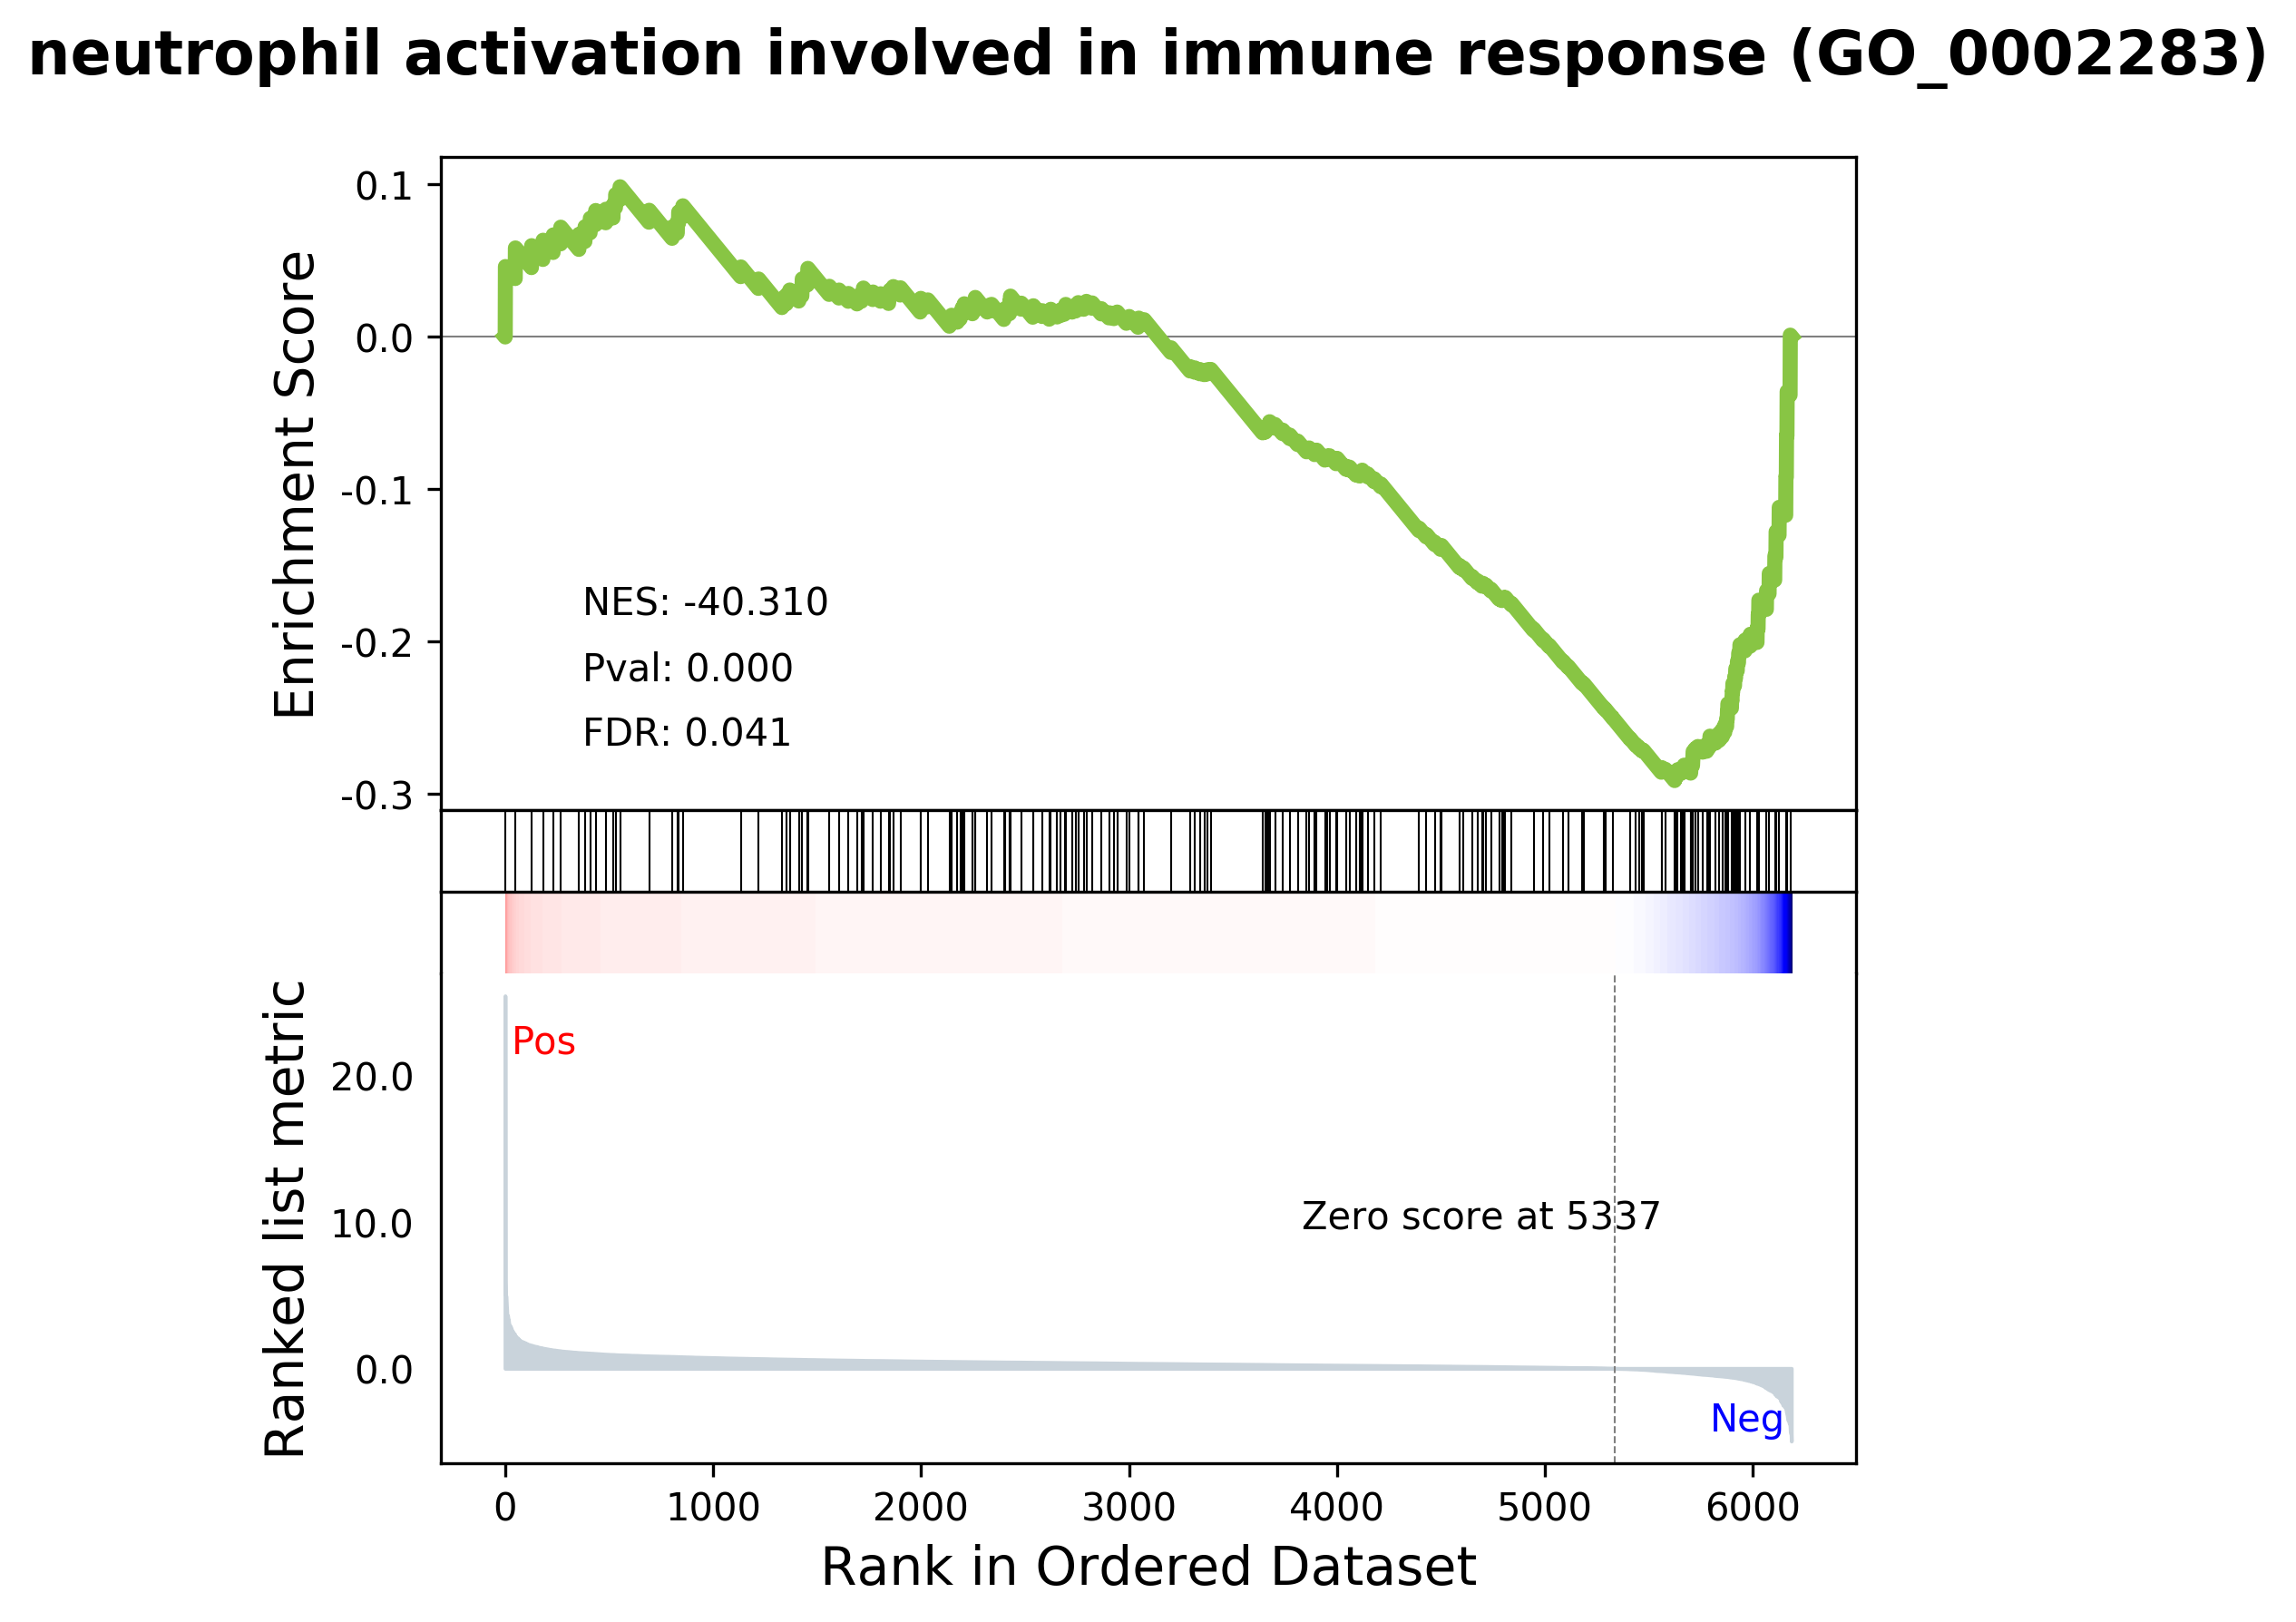 neutrophil activation involved in immune response (GO_0002283)
Enrichment Score
0.1
0.0
-0.1
-0.2
-0.3
NES: -40.310
Pval: 0.000
FDR: 0.041
Ranked list metric
20.0
10.0
0.0
Pos
Zero score at 5337
Neg
0 1000 2000 3000 4000 5000 6000
Rank in Ordered Dataset